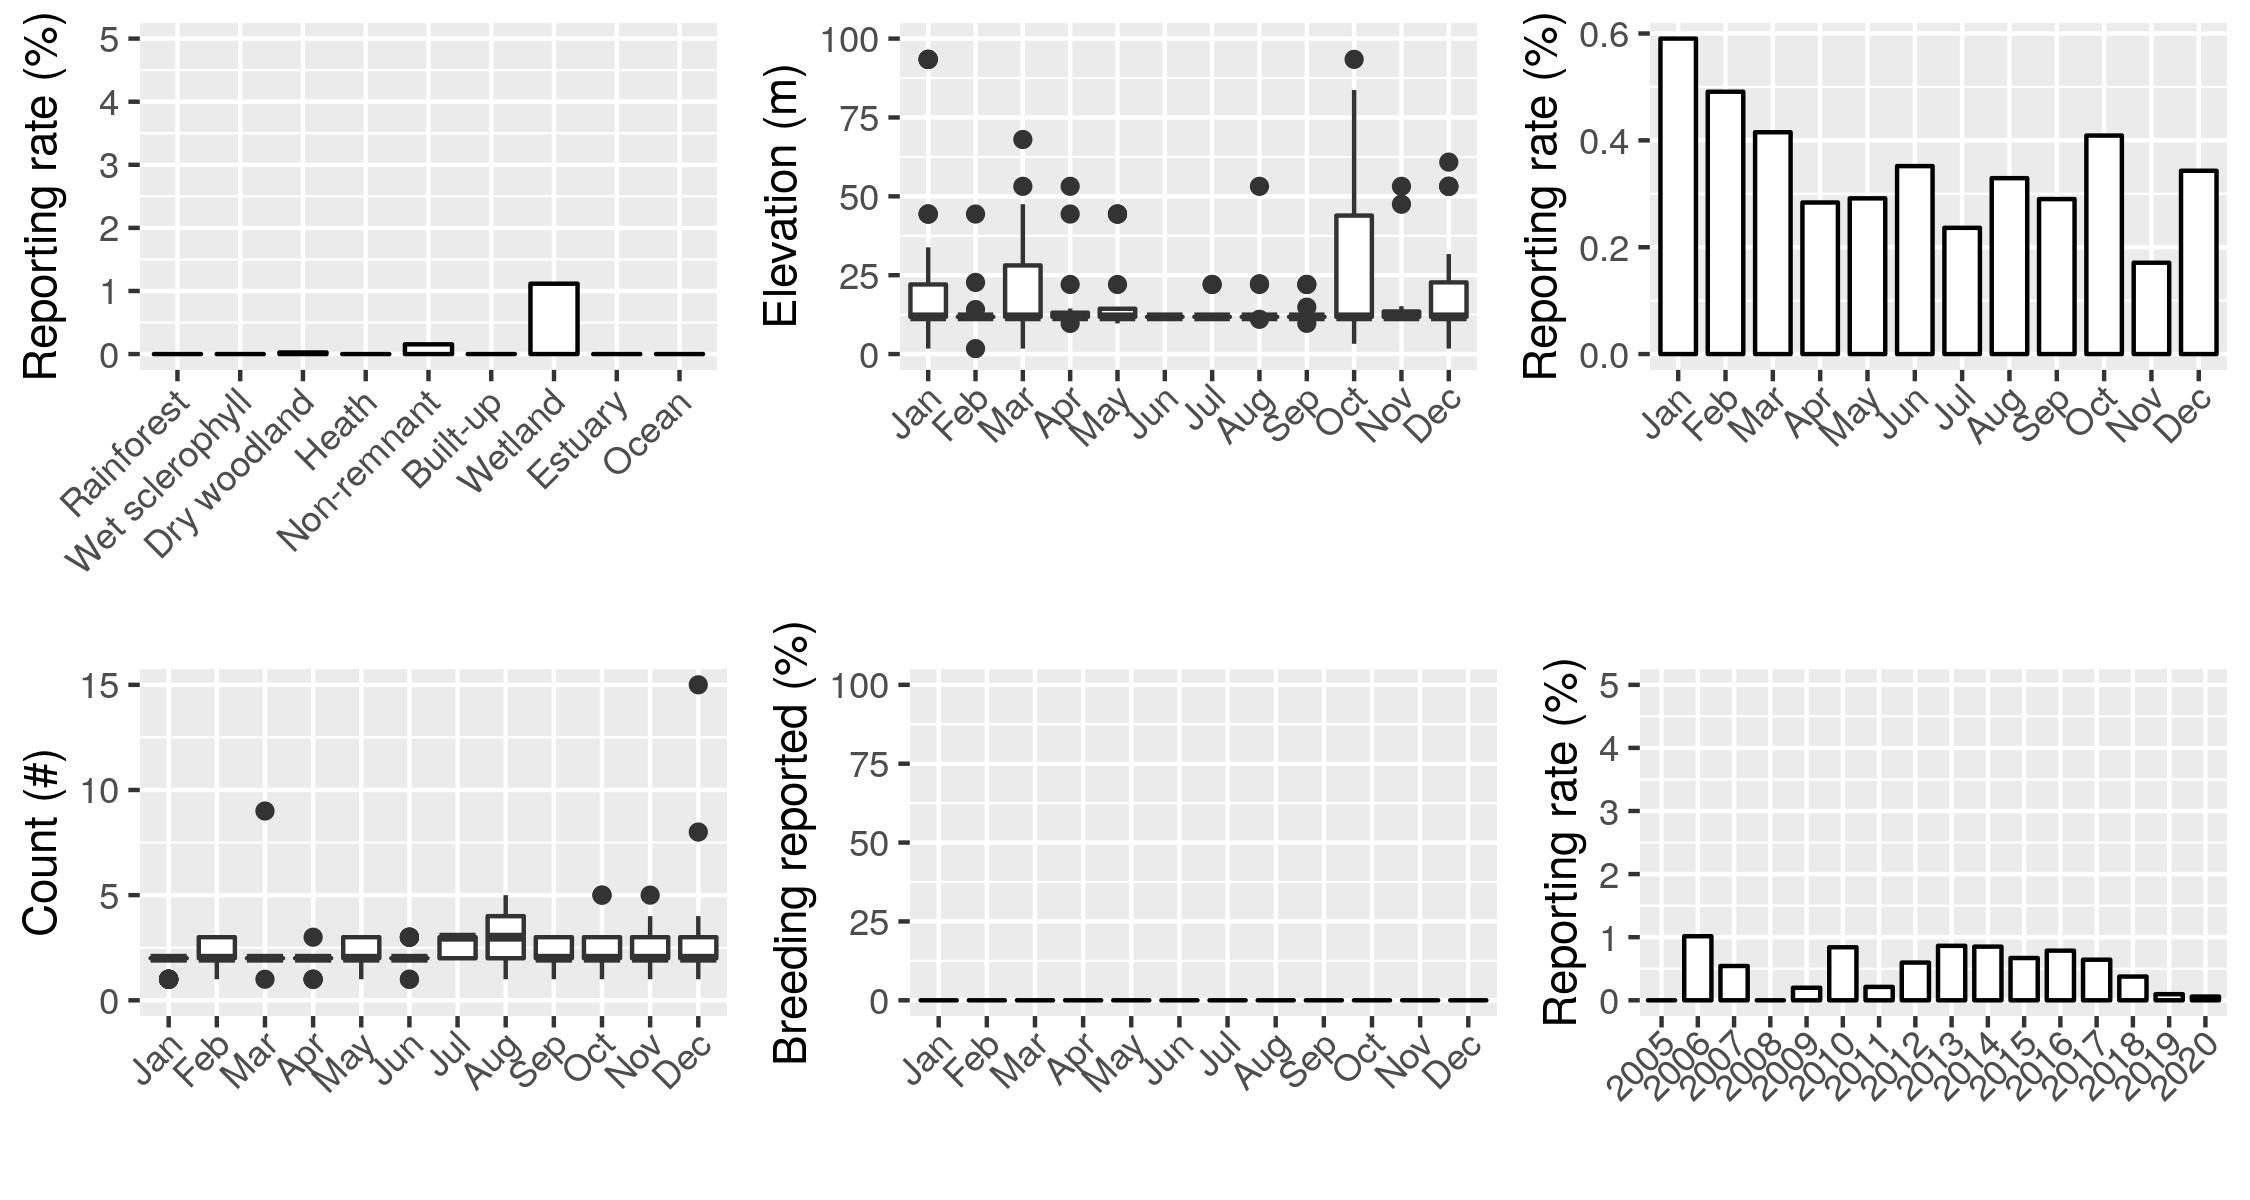 Reporting rate (%)
5
4
3
2
1
0
Rainforest
Wet sclerophyll
Dry woodland
Heath
Non-remnant
Built-up
Wetland
Estuary
Ocean
Elevation (m)
100
75
50
25
0
Jan
Feb
Mar
Apr
May
Jun
Jul
Aug
Sep
Oct
Nov
Dec
Reporting rate (%)
0.6
0.4
0.2
0.0
Jan
Feb
Mar
Apr
May
Jun
Jul
Aug
Sep
Oct
Nov
Dec
Count (#)
15
10
5
0
Jan
Feb
Mar
Apr
May
Jun
Jul
Aug
Sep
Oct
Nov
Dec
Breeding reported (%)
100
75
50
25
0
Jan
Feb
Mar
Apr
May
Jun
Jul
Aug
Sep
Oct
Nov
Dec
Reporting rate (%)
5
4
3
2
1
0
2005
2006
2007
2008
2009
2010
2011
2012
2013
2014
2015
2016
2017
2018
2019
2020